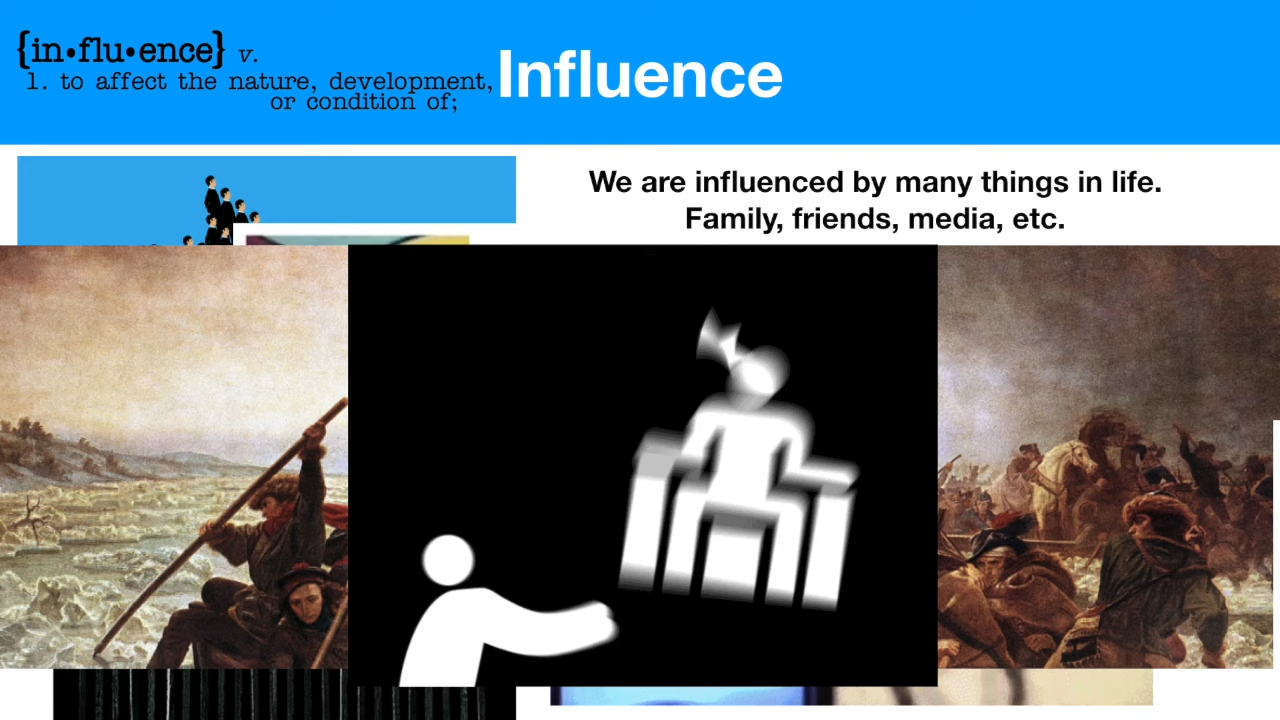 {in•flu•ence} v.
1. to affect the nature, development,
or condition of;
Influence
We are influenced by many things in life.
Family, friends, media, etc.